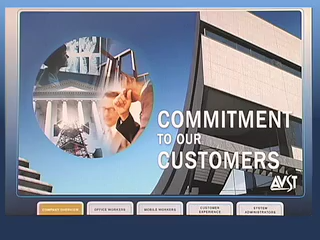 COMMITMENT
TO OUR
CUSTOMERS
AVST
COMPANY OVERVIEW
OFFICE WORKERS
MOBILE WORKERS
CUSTOMER
EXPERIENCE
SYSTEM
ADMINISTRATORS